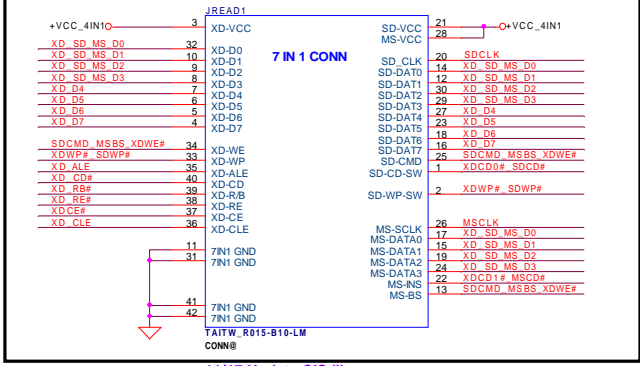 JREAD1
+VCC_4IN1 3 XD-VCC SD-VCC 21 +VCC_4IN1
MS-VCC 28
7 IN 1 CONN
XD_SD_MS_D0 32 XD-D0 SD_CLK 20 SDCLK
XD_SD_MS_D1 10 XD-D1 SD-DAT0 14 XD_SD_MS_D0
XD_SD_MS_D2 9 XD-D2 SD-DAT1 12 XD_SD_MS_D1
XD_SD_MS_D3 8 XD-D3 SD-DAT2 30 XD_SD_MS_D2
XD_D4 7 XD-D4 SD-DAT3 29 XD_SD_MS_D3
XD_D5 6 XD-D5 SD-DAT4 27 XD_D4
XD_D6 5 XD-D6 SD-DAT5 23 XD_D5
XD_D7 4 XD-D7 SD-DAT6 18 XD_D6
SD-DAT7 16 XD_D7
SDCMD_MSBS_XDWE# 34 XD-WE SD-CMD 25 SDCMD_MSBS_XDWE#
XDWP#_SDWP# 33 XD-WP SD-CD-SW 1 XDCD0#_SDCD#
XD_ALE 35 XD-ALE
XD_CD# 40 XD-CD
XD_RB# 39 XD-R/B SD-WP-SW 2 XDWP#_SDWP#
XD_RE# 38 XD-RE
XDCE# 37 XD-CE
XD_CLE 36 XD-CLE MS-SCLK 26 MSCLK
MS-DATA0 17 XD_SD_MS_D0
11 7IN1 GND MS-DATA1 15 XD_SD_MS_D1
31 7IN1 GND MS-DATA2 19 XD_SD_MS_D2
MS-DATA3 24 XD_SD_MS_D3
MS-INS 22 XDCD1#_MSCD#
MS-BS 13 SDCMD_MSBS_XDWE#
41 7IN1 GND
42 7IN1 GND
TAITW_R015-B10-LM
CONN@